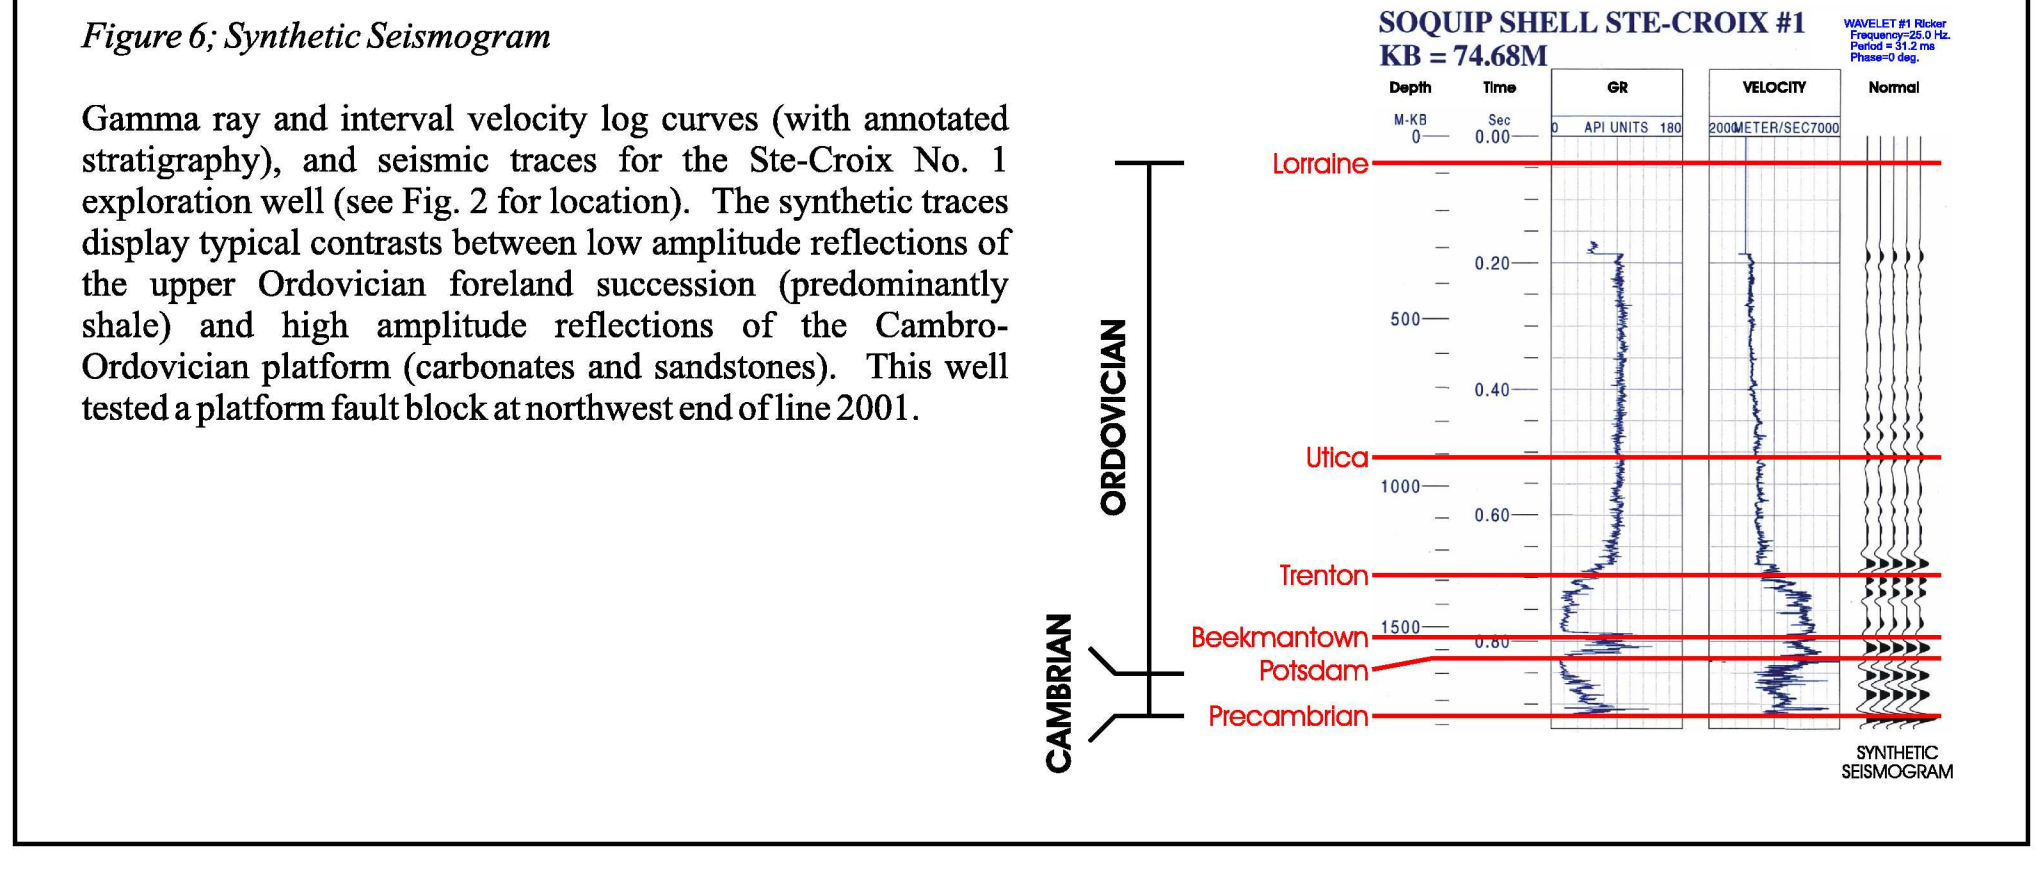 Figure 6; Synthetic Seismogram
Gamma ray and interval velocity log curves (with annotated
stratigraphy), and seismic traces for the Ste-Croix No. 1
exploration well (see Fig. 2 for location). The synthetic traces
display typical contrasts between low amplitude reflections of
the upper Ordovician foreland succession (predominantly
shale) and high amplitude reflections of the Cambro-
Ordovician platform (carbonates and sandstones). This well
tested a platform fault block at northwest end of line 2001.
SOQUIP SHELL STE-CROIX #1
KB = 74.68M
WAVELET #1 Ricker
Frequency=25.0 Hz.
Period = 31.2 ms
Phase=0 deg.
Depth Time GR VELOCITY Normal
M-KB Sec 0 API UNITS 180 2000METER/SEC7000
0 0.00
Lorraine
0.20
500
0.40
Utica
1000
0.60
Trenton
1500
Beekmantown
0.80
Potsdam
Precambrian
ORDOVICIAN
CAMBRIAN
SYNTHETIC
SEISMOGRAM